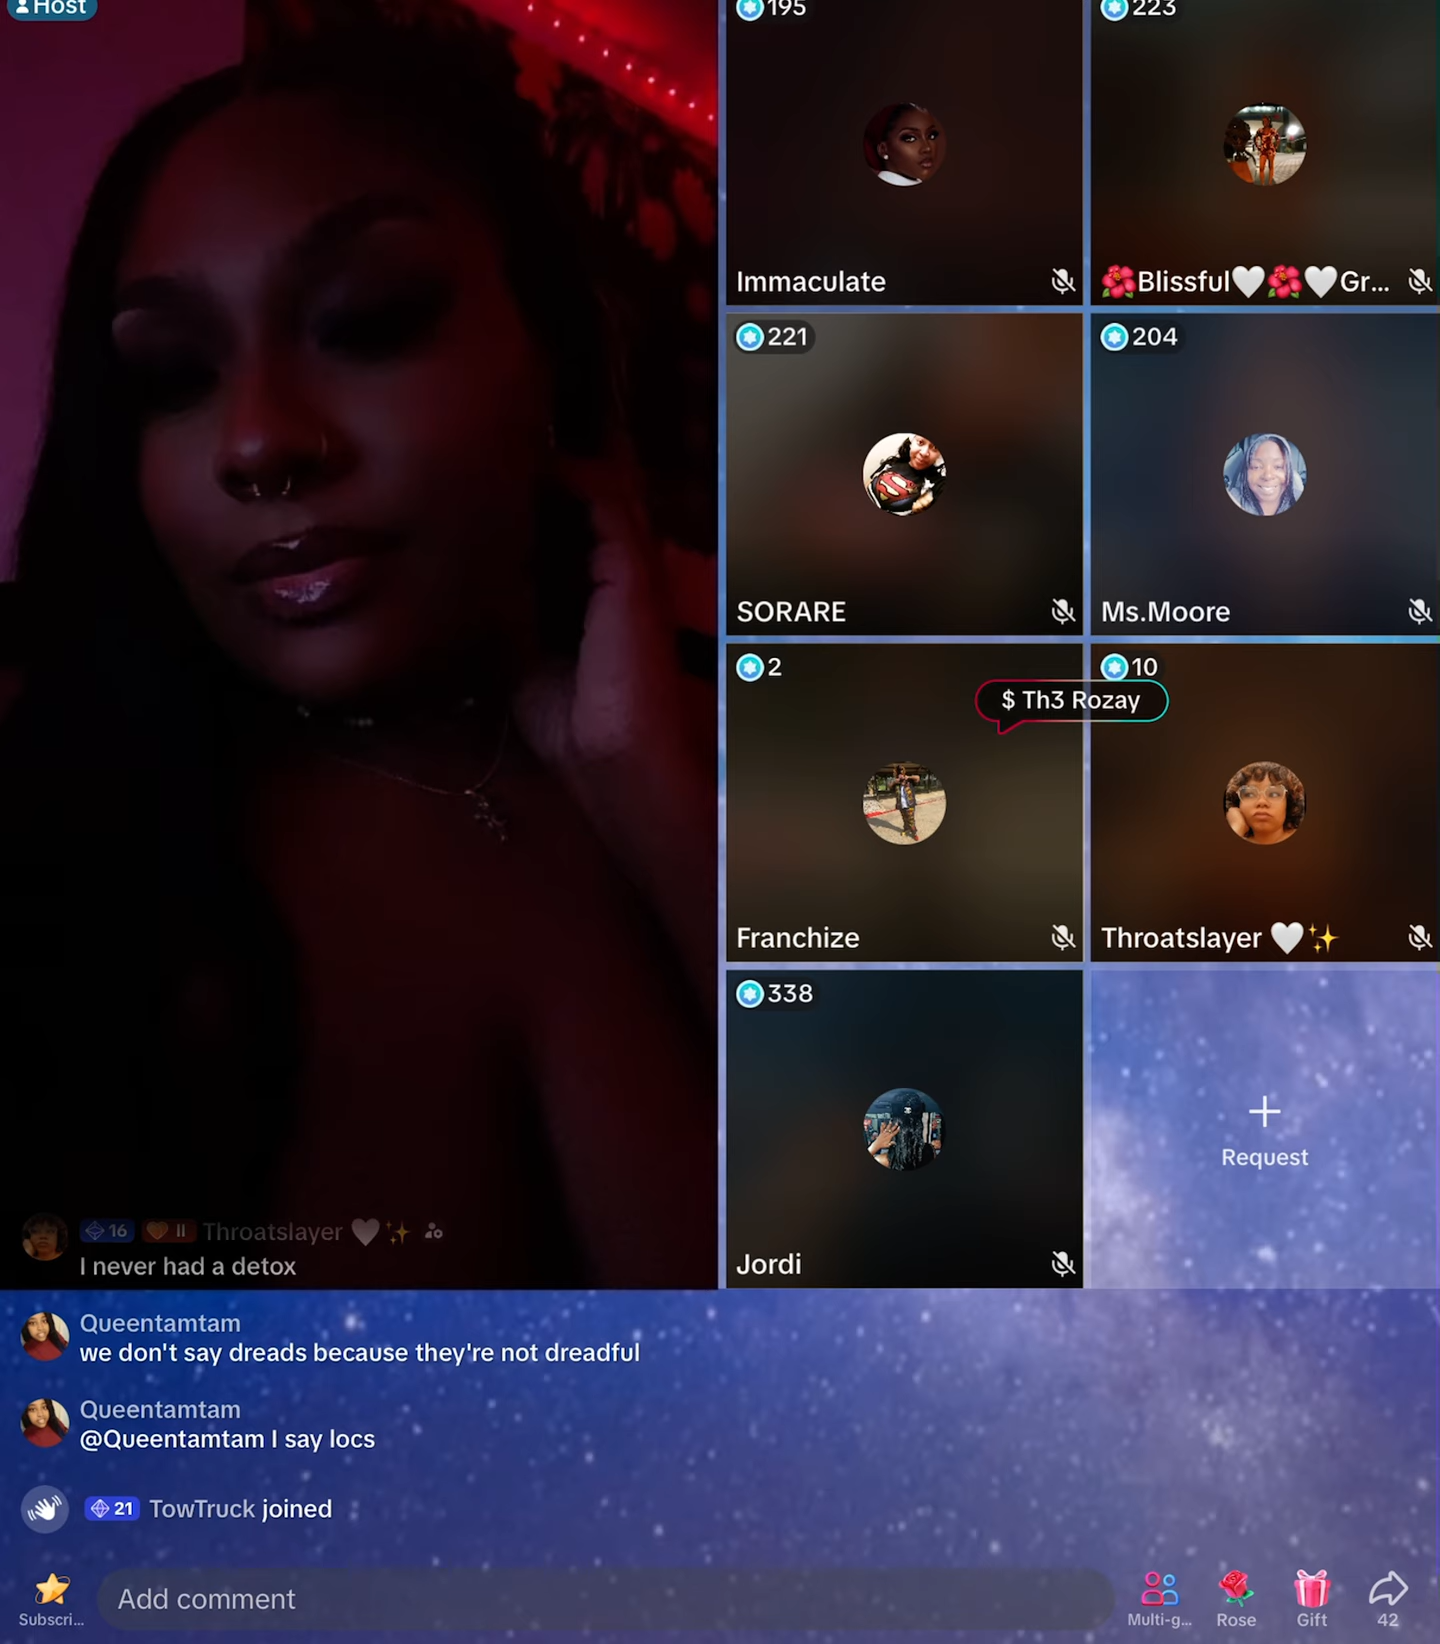 Host
195
223
Immaculate
🌺Blissful🤍🌺🤍Gr...
221
204
SORARE
Ms.Moore
2
10
$ Th3 Rozay
Franchize
Throatslayer 🤍✨
338
Request
Jordi
16 II Throatslayer 🤍✨
I never had a detox
Queentamtam
we don't say dreads because they're not dreadful
Queentamtam
@Queentamtam I say locs
21 TowTruck joined
Add comment
Subscri...
Multi-g...
Rose
Gift
42